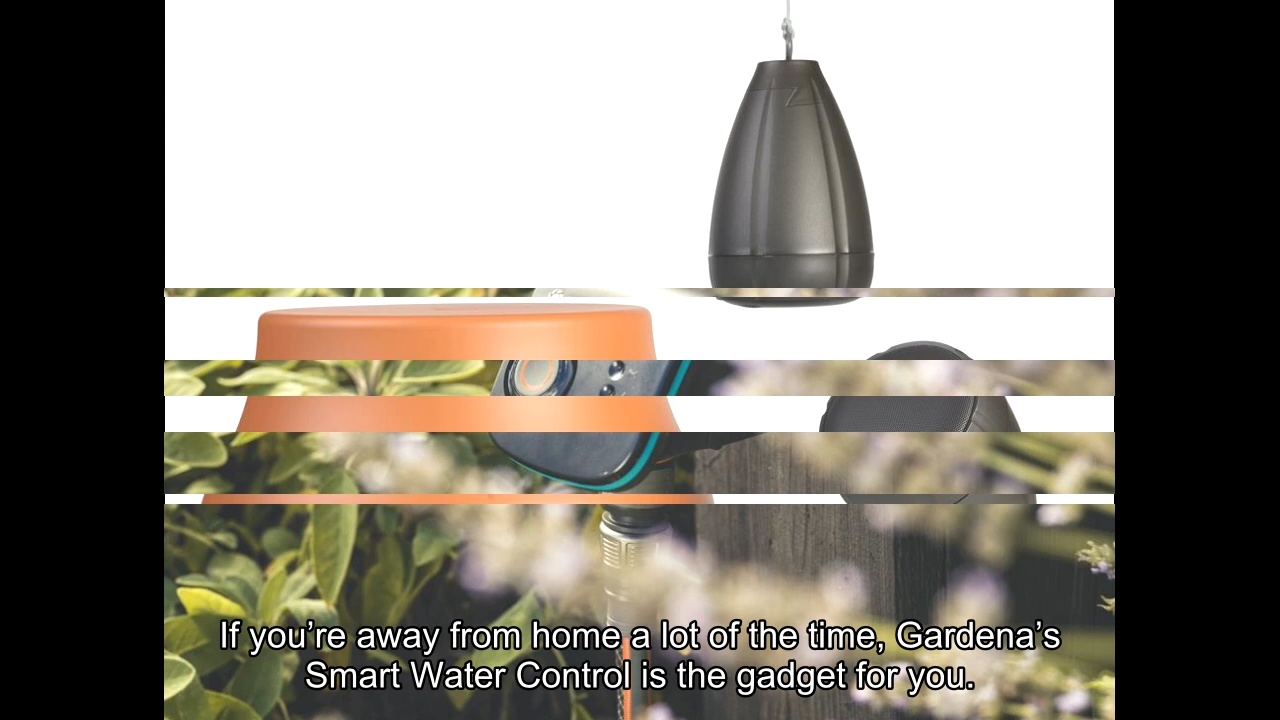 If you’re away from home a lot of the time, Gardena’s
Smart Water Control is the gadget for you.